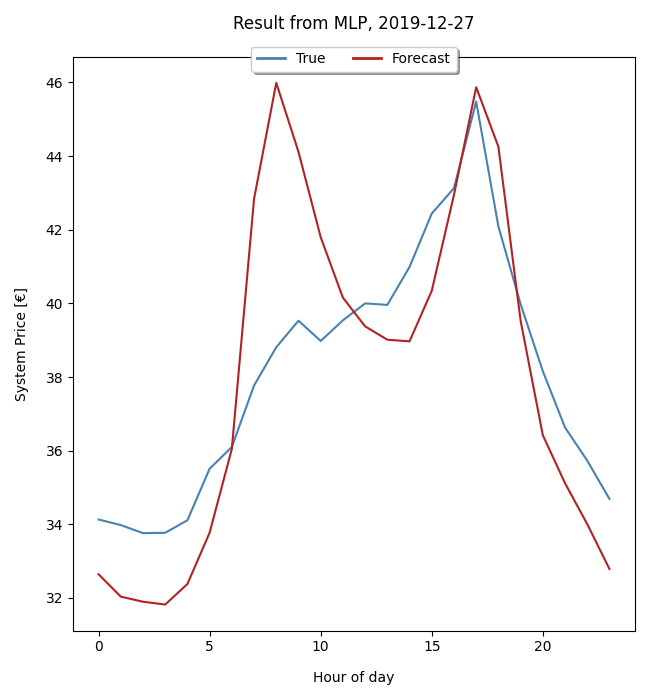 Result from MLP, 2019-12-27
True Forecast
System Price [€]
46
44
42
40
38
36
34
32
0 5 10 15 20
Hour of day